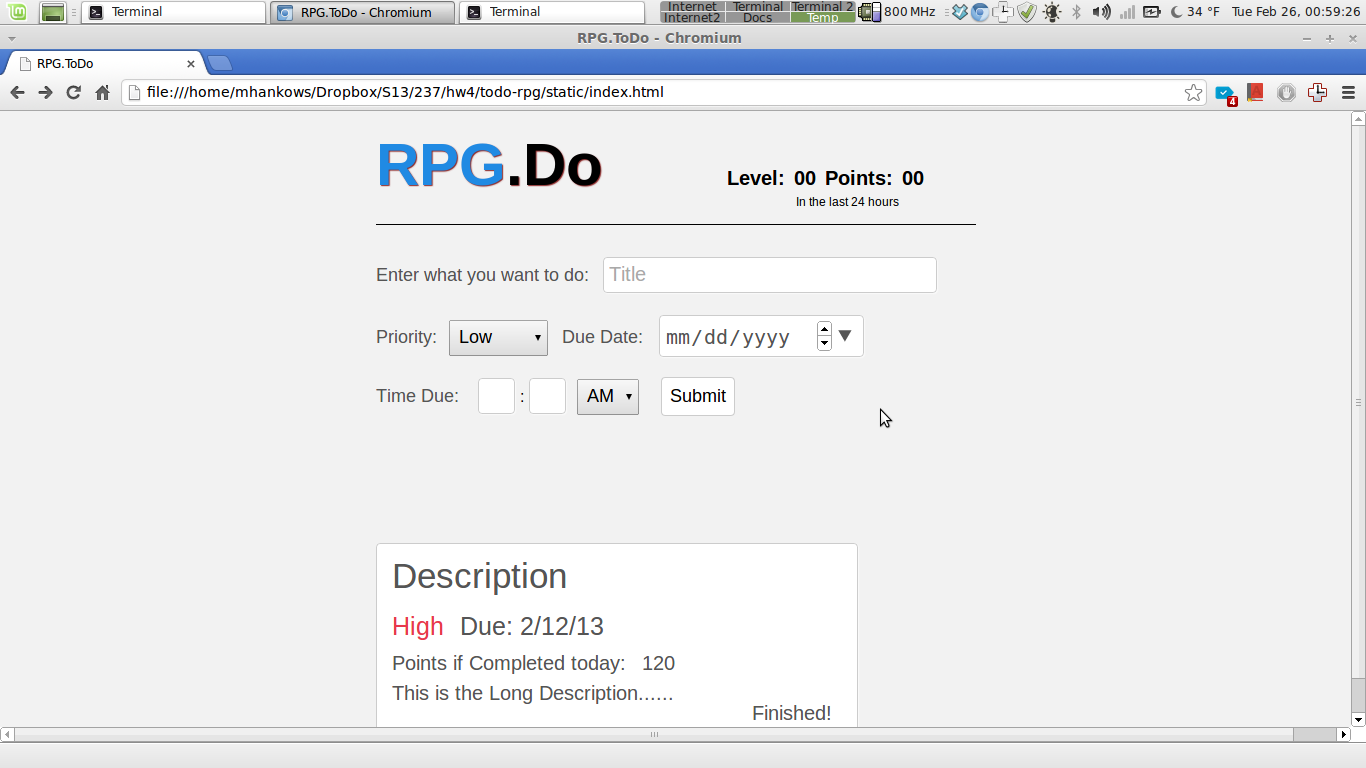 Terminal
RPG.ToDo - Chromium
Terminal
Internet Terminal Terminal 2
Internet2 Docs Temp
800 MHz
4
34 °F
Tue Feb 26, 00:59:26
RPG.ToDo - Chromium
RPG.ToDo
file:///home/mhankows/Dropbox/S13/237/hw4/todo-rpg/static/index.html
RPG.Do
Level: 00 Points: 00
In the last 24 hours
Enter what you want to do: Title
Priority: Low Due Date: mm/dd/yyyy
Time Due: : AM Submit
Description
High Due: 2/12/13
Points if Completed today: 120
This is the Long Description......
Finished!